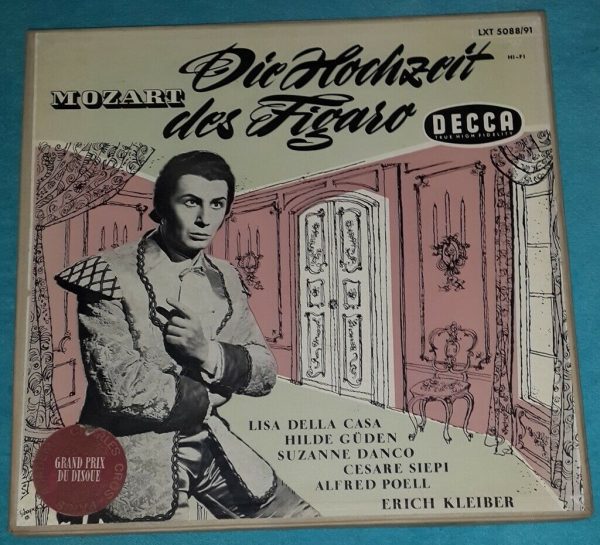 LXT 5088/91
HI-FI
Die Hochzeit
MOZART
des Figaro
DECCA
TRUE HIGH FIDELITY
LISA DELLA CASA
HILDE GÜDEN
SUZANNE DANCO
CESARE SIEPI
ALFRED POELL
ERICH KLEIBER
GRAND PRIX
DU DISQUE